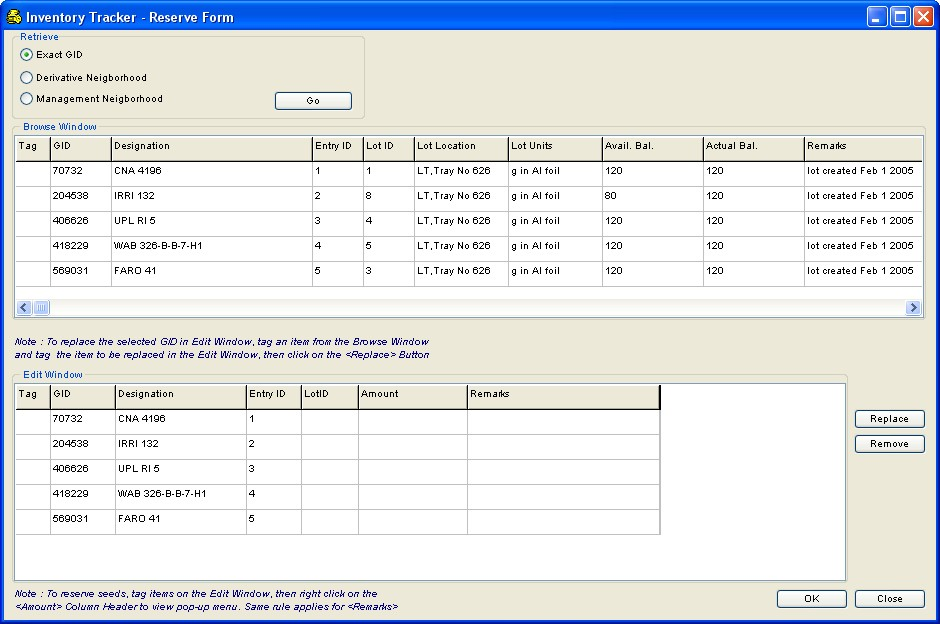 Inventory Tracker - Reserve Form
Retrieve
Exact GID
Derivative Neigborhood
Management Neigborhood
Go
Browse Window
Tag GID Designation Entry ID Lot ID Lot Location Lot Units Avail. Bal. Actual Bal. Remarks
70732 CNA 4196 1 1 LT,Tray No 626 g in Al foil 120 120 lot created Feb 1 2005
204538 IRRI 132 2 8 LT,Tray No 626 g in Al foil 80 120 lot created Feb 1 2005
406626 UPL RI 5 3 4 LT,Tray No 626 g in Al foil 120 120 lot created Feb 1 2005
418229 WAB 326-B-B-7-H1 4 5 LT,Tray No 626 g in Al foil 120 120 lot created Feb 1 2005
569031 FARO 41 5 3 LT,Tray No 626 g in Al foil 120 120 lot created Feb 1 2005
Note : To replace the selected GID in Edit Window, tag an item from the Browse Window
and tag the item to be replaced in the Edit Window, then click on the <Replace> Button
Edit Window
Tag GID Designation Entry ID LotID Amount Remarks
70732 CNA 4196 1
204538 IRRI 132 2
406626 UPL RI 5 3
418229 WAB 326-B-B-7-H1 4
569031 FARO 41 5
Replace
Remove
Note : To reserve seeds, tag items on the Edit Window, then right click on the
<Amount> Column Header to view pop-up menu. Same rule applies for <Remarks>
OK Close